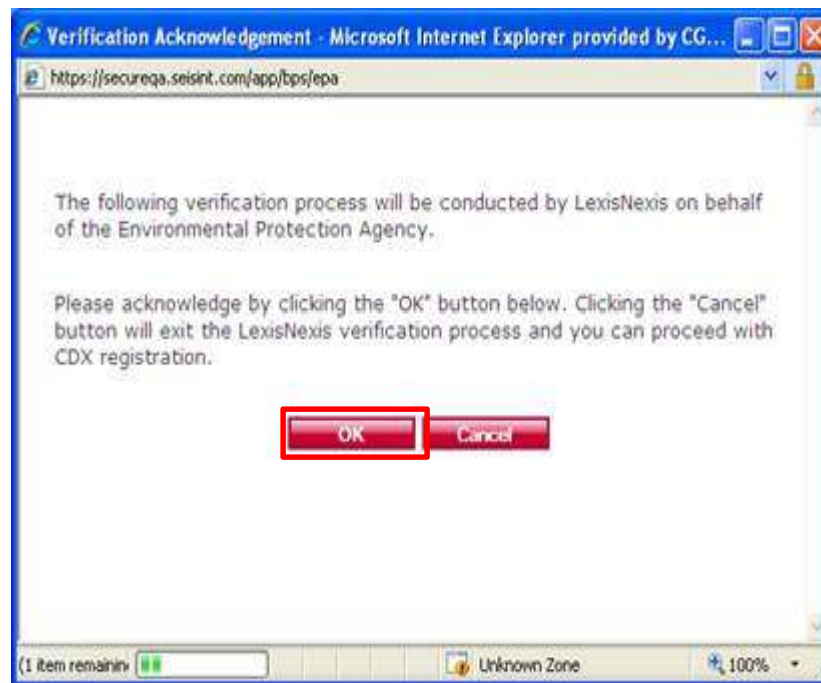 Verification Acknowledgement - Microsoft Internet Explorer provided by CG...
https://secureqa.seisint.com/app/bps/epa
The following verification process will be conducted by LexisNexis on behalf
of the Environmental Protection Agency.
Please acknowledge by clicking the "OK" button below. Clicking the "Cancel"
button will exit the LexisNexis verification process and you can proceed with
CDX registration.
OK Cancel
(1 item remainin Unknown Zone 100%